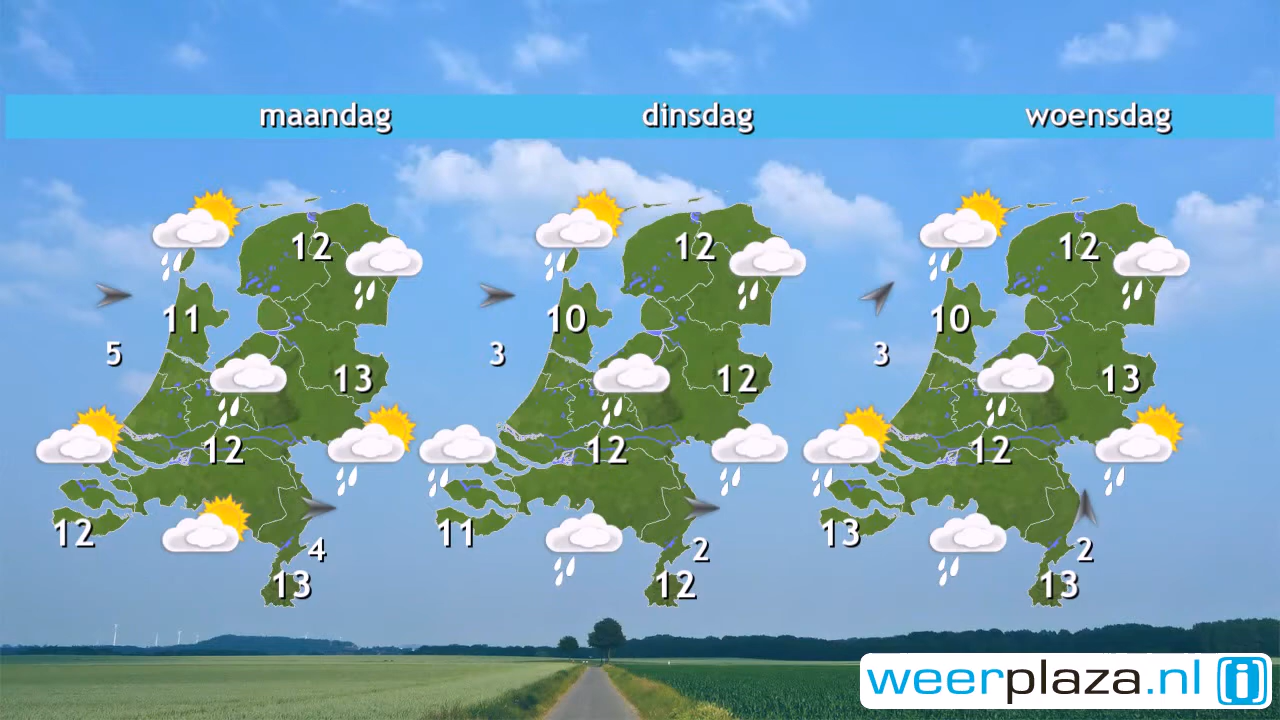 maandag dinsdag woensdag
12 12 12
11 10 10
5 3 3
13 12 13
12 12 12
12 11 13
4 2 2
13 12 13
weerplaza.nl i